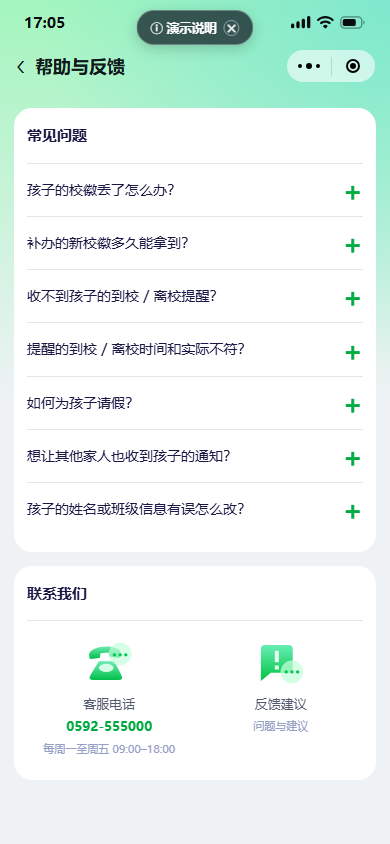 17:05
演示说明
帮助与反馈
常见问题
孩子的校徽丢了怎么办?
补办的新校徽多久能拿到?
收不到孩子的到校 / 离校提醒?
提醒的到校 / 离校时间和实际不符?
如何为孩子请假?
想让其他家人也收到孩子的通知?
孩子的姓名或班级信息有误怎么改?
联系我们
客服电话
0592-555000
每周一至周五 09:00–18:00
反馈建议
问题与建议